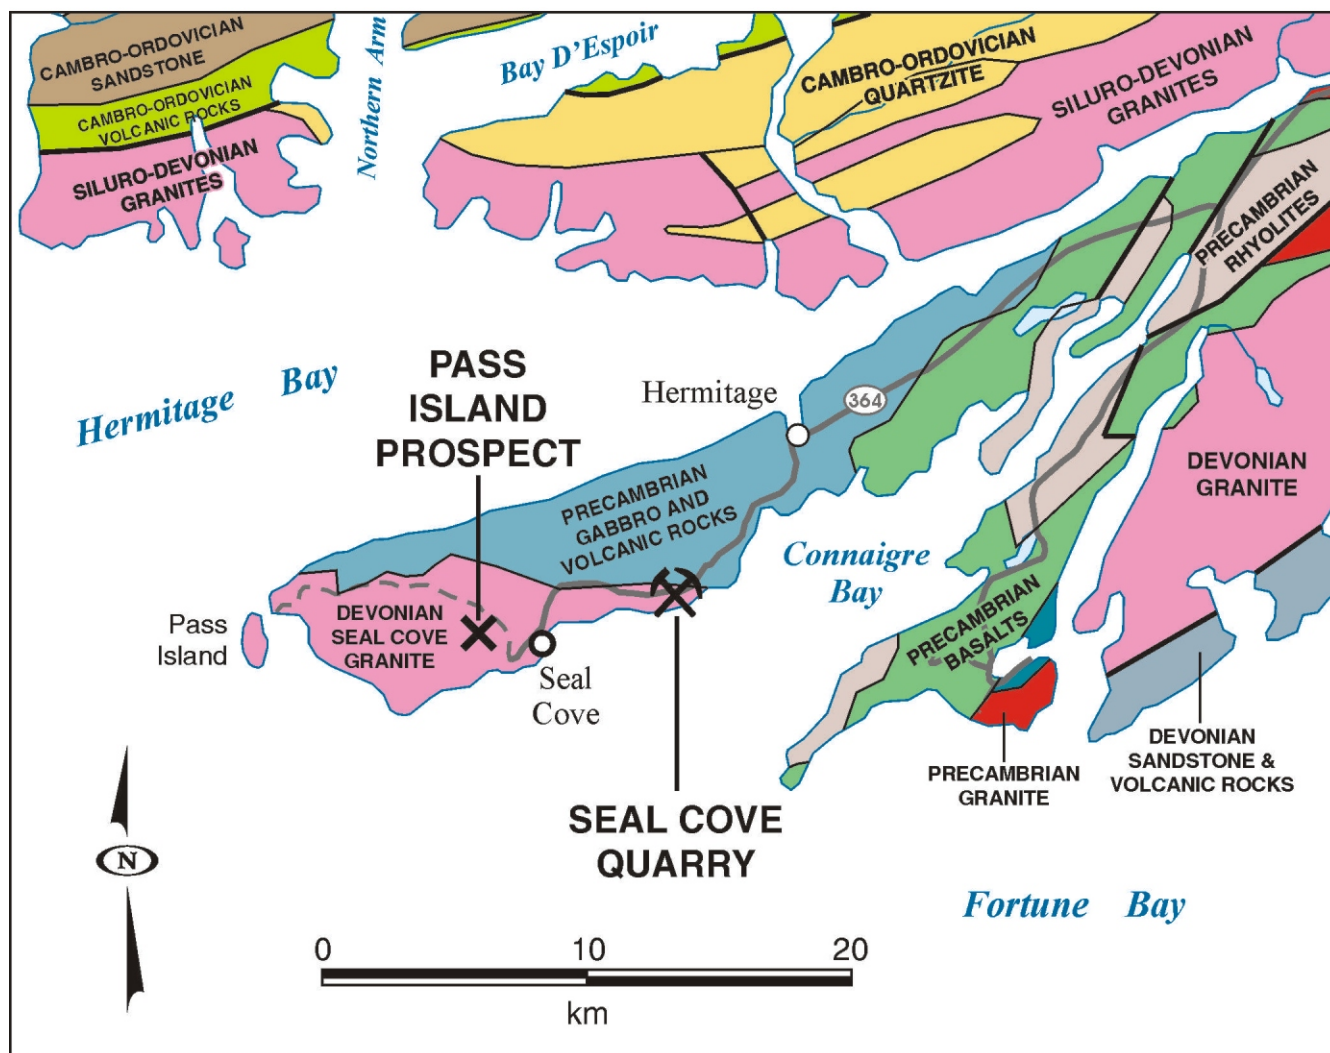 CAMBRO-ORDOVICIAN
SANDSTONE
CAMBRO-ORDOVICIAN
VOLCANIC ROCKS
SILURO-DEVONIAN
GRANITES
Northern Arm
Bay D’Espoir
CAMBRO-ORDOVICIAN
QUARTZITE
SILURO-DEVONIAN
GRANITES
PRECAMBRIAN
RHYOLITES
Hermitage Bay
PASS
ISLAND
PROSPECT
Hermitage
364
PRECAMBRIAN
GABBRO AND
VOLCANIC ROCKS
DEVONIAN
GRANITE
Connaigre
Bay
Pass
Island
DEVONIAN
SEAL COVE
GRANITE
Seal
Cove
PRECAMBRIAN
BASALTS
PRECAMBRIAN
GRANITE
DEVONIAN
SANDSTONE &
VOLCANIC ROCKS
SEAL COVE
QUARRY
N
Fortune Bay
0 10 20
km